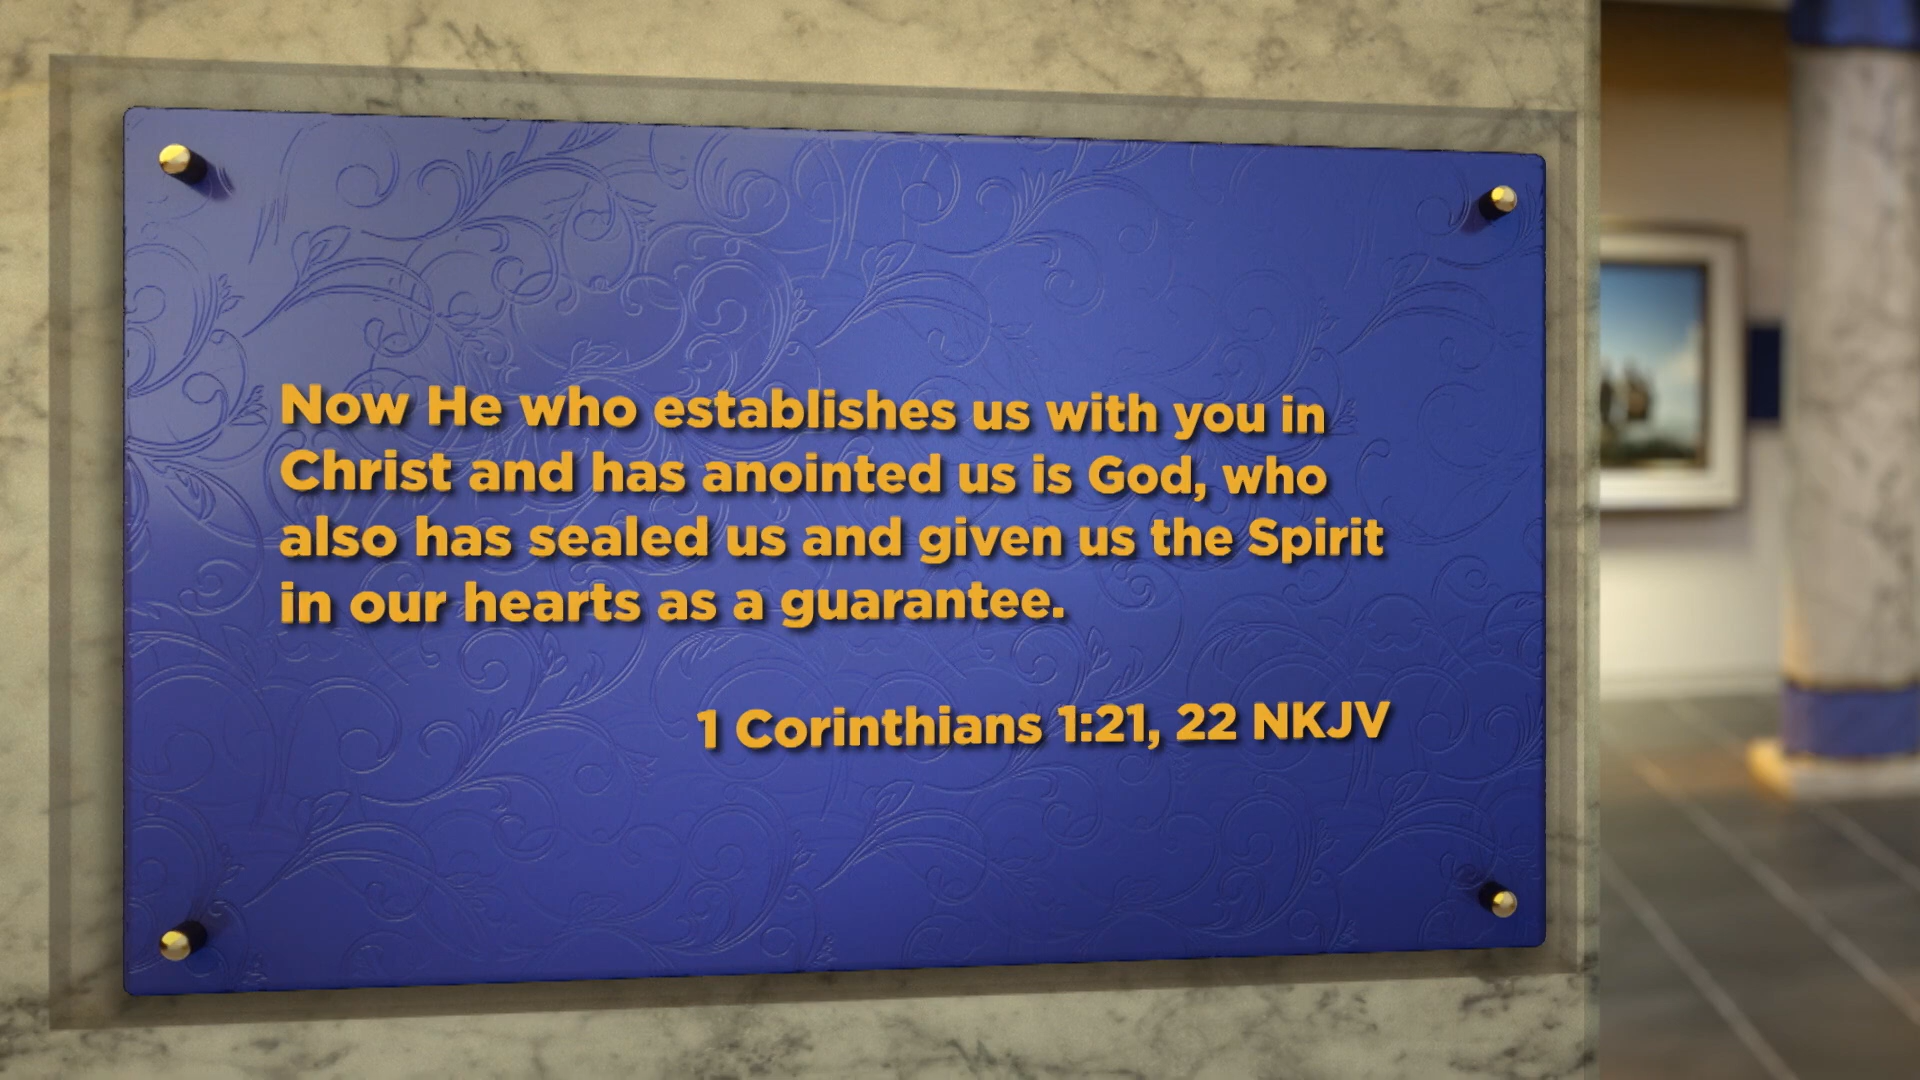 Now He who establishes us with you in
Christ and has anointed us is God, who
also has sealed us and given us the Spirit
in our hearts as a guarantee.
1 Corinthians 1:21, 22 NKJV